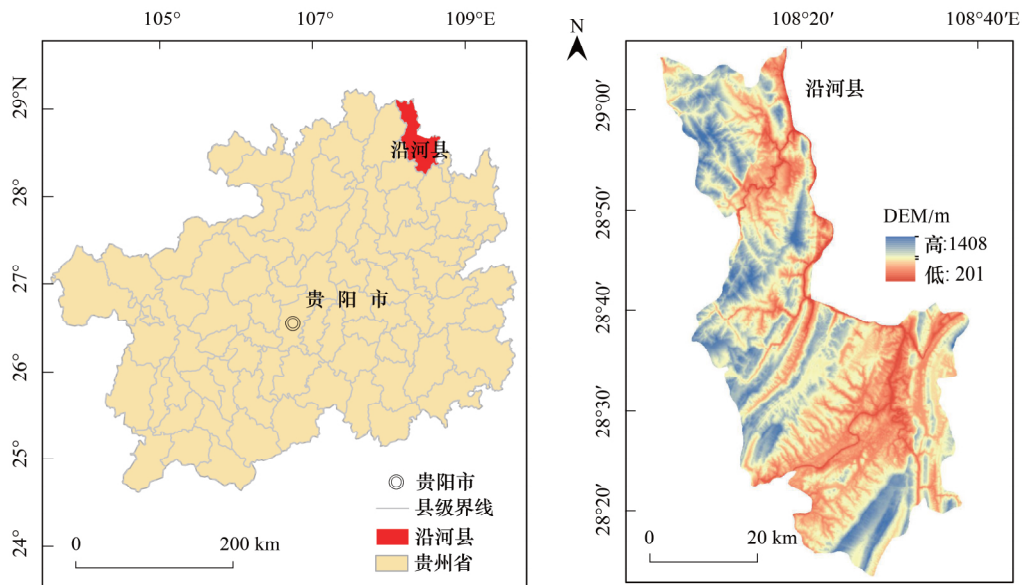 105°
107°
109°E
29°N
28°
27°
26°
25°
24°
沿河县
贵 阳 市
贵阳市
县级界线
沿河县
贵州省
0
200 km
N
108°20′
108°40′E
29°00′
28°50′
28°40′
28°30′
28°20′
沿河县
DEM/m
高:1408
低: 201
0
20 km